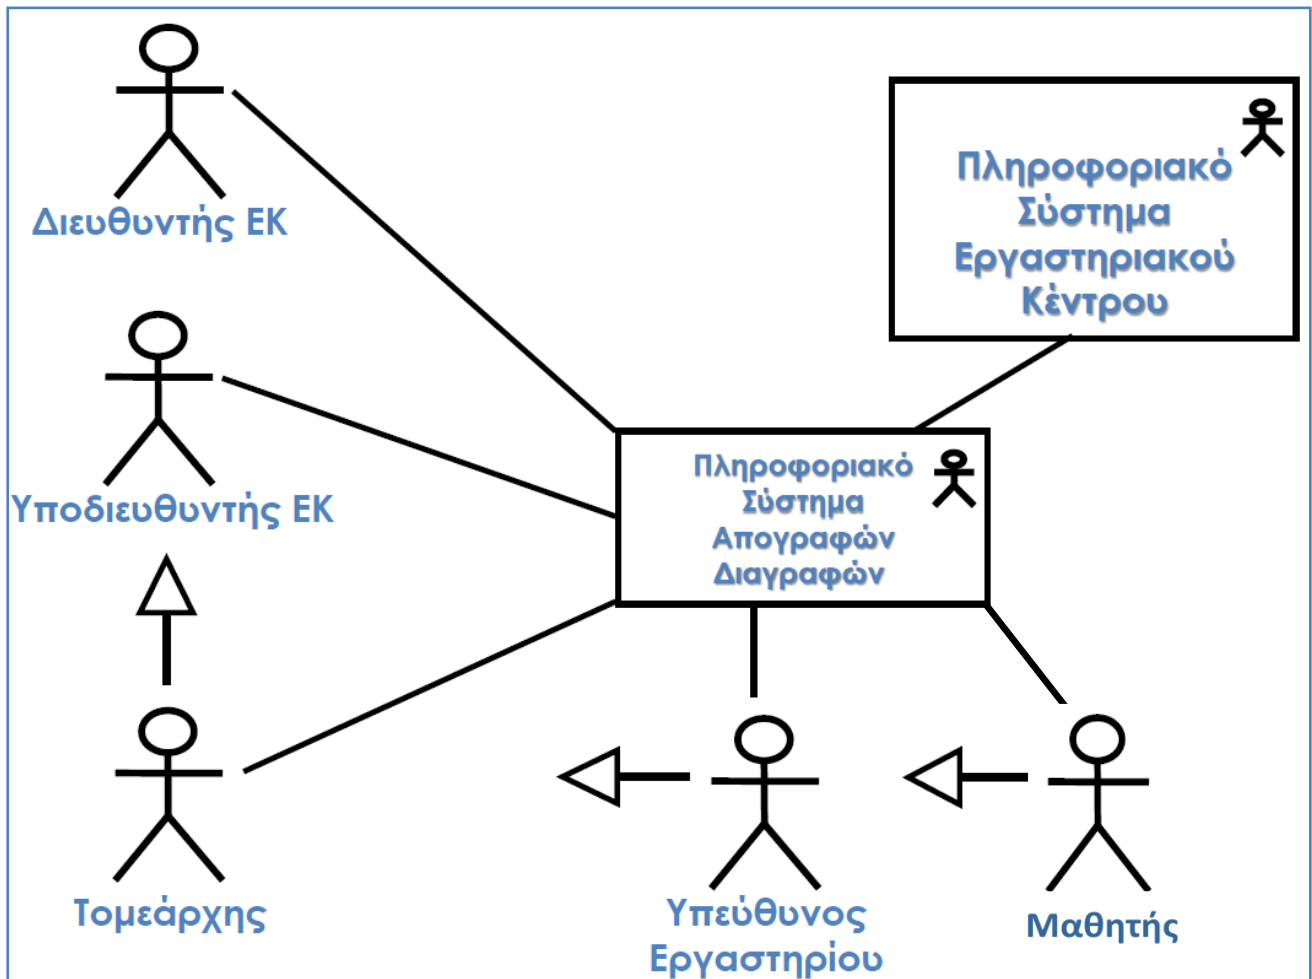 Διευθυντής ΕΚ
Πληροφοριακό
Σύστημα
Εργαστηριακού
Κέντρου
Υποδιευθυντής ΕΚ
Πληροφοριακό
Σύστημα
Απογραφών
Διαγραφών
Τομεάρχης
Υπεύθυνος
Εργαστηρίου
Μαθητής